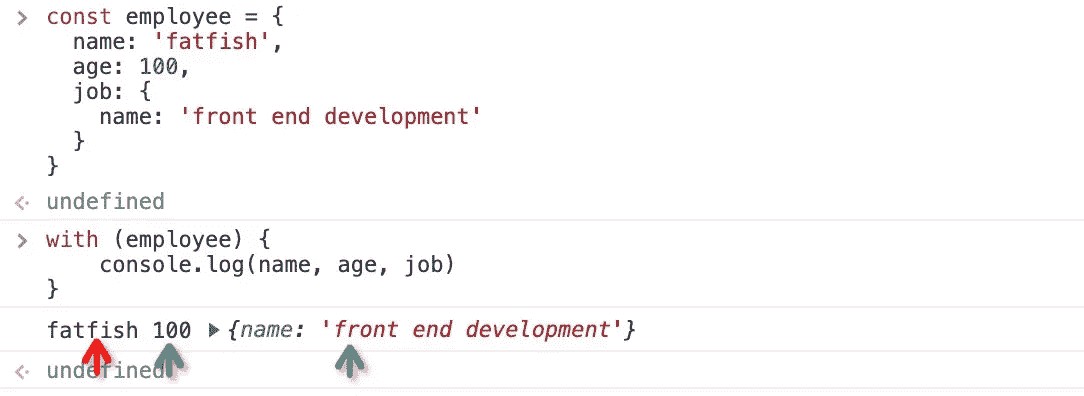 > const employee = {
  name: 'fatfish',
  age: 100,
  job: {
    name: 'front end development'
  }
}
<· undefined
> with (employee) {
    console.log(name, age, job)
}
fatfish 100 ▶{name: 'front end development'}
<· undefined